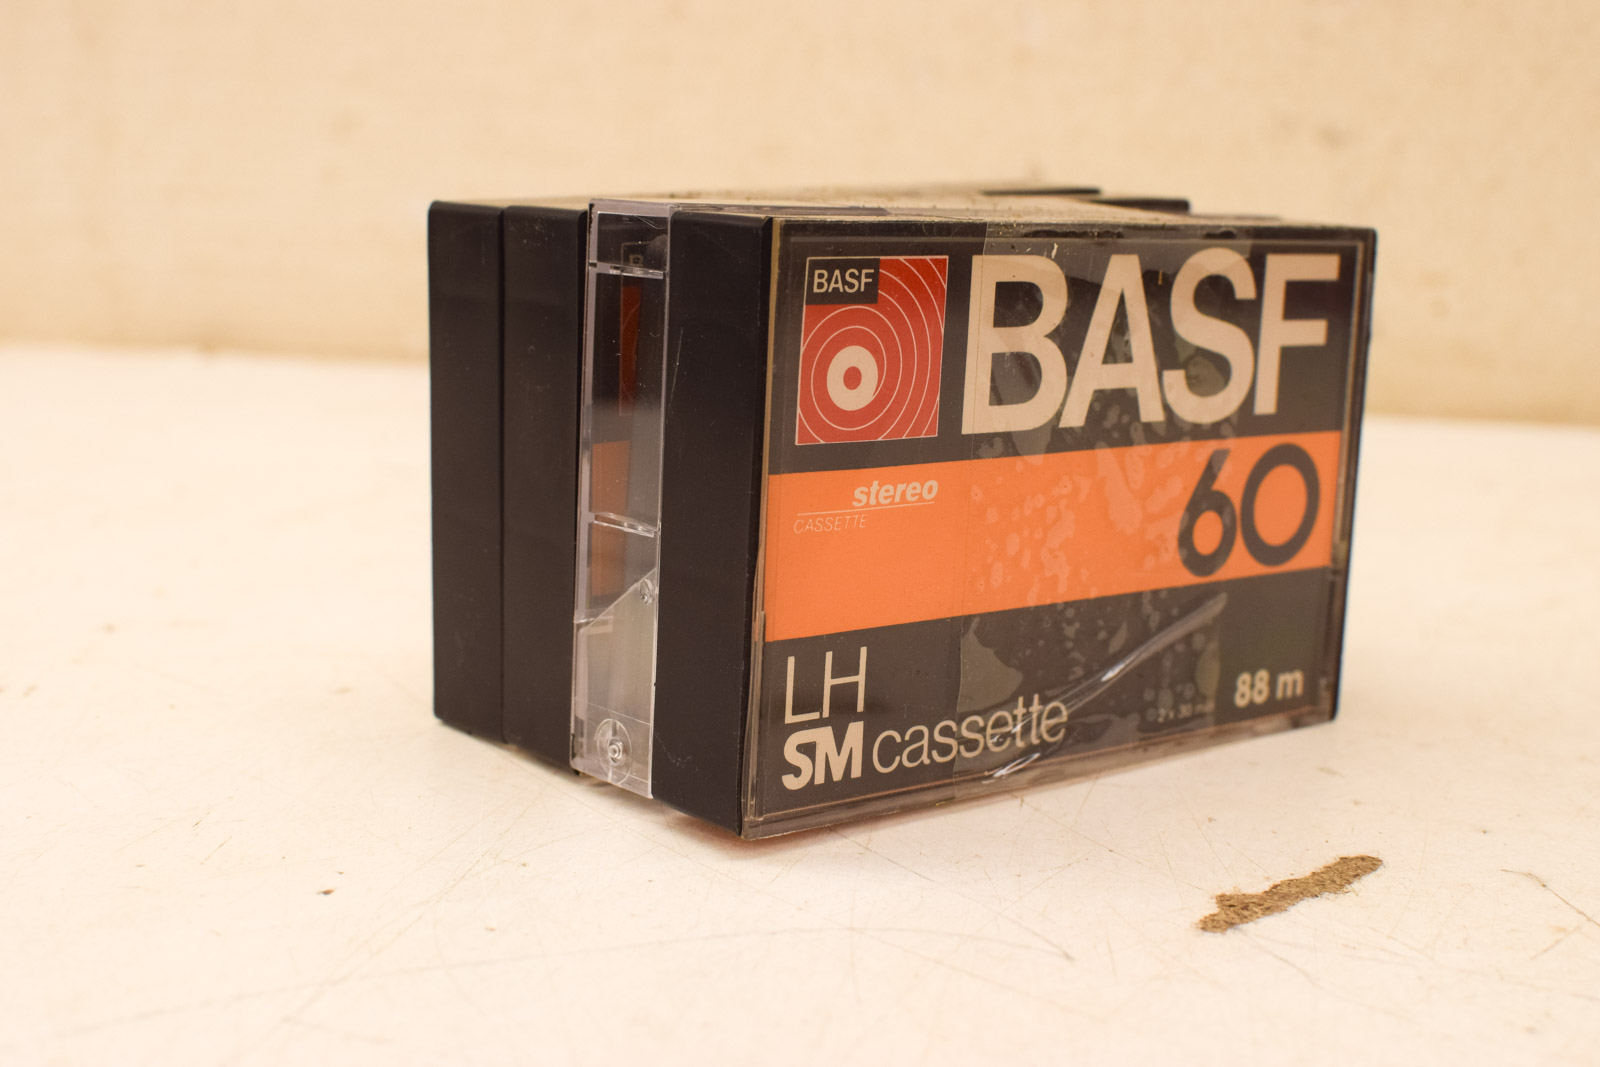 BASF
BASF
stereo
60
CASSETTE
LH
SM cassette
88 m